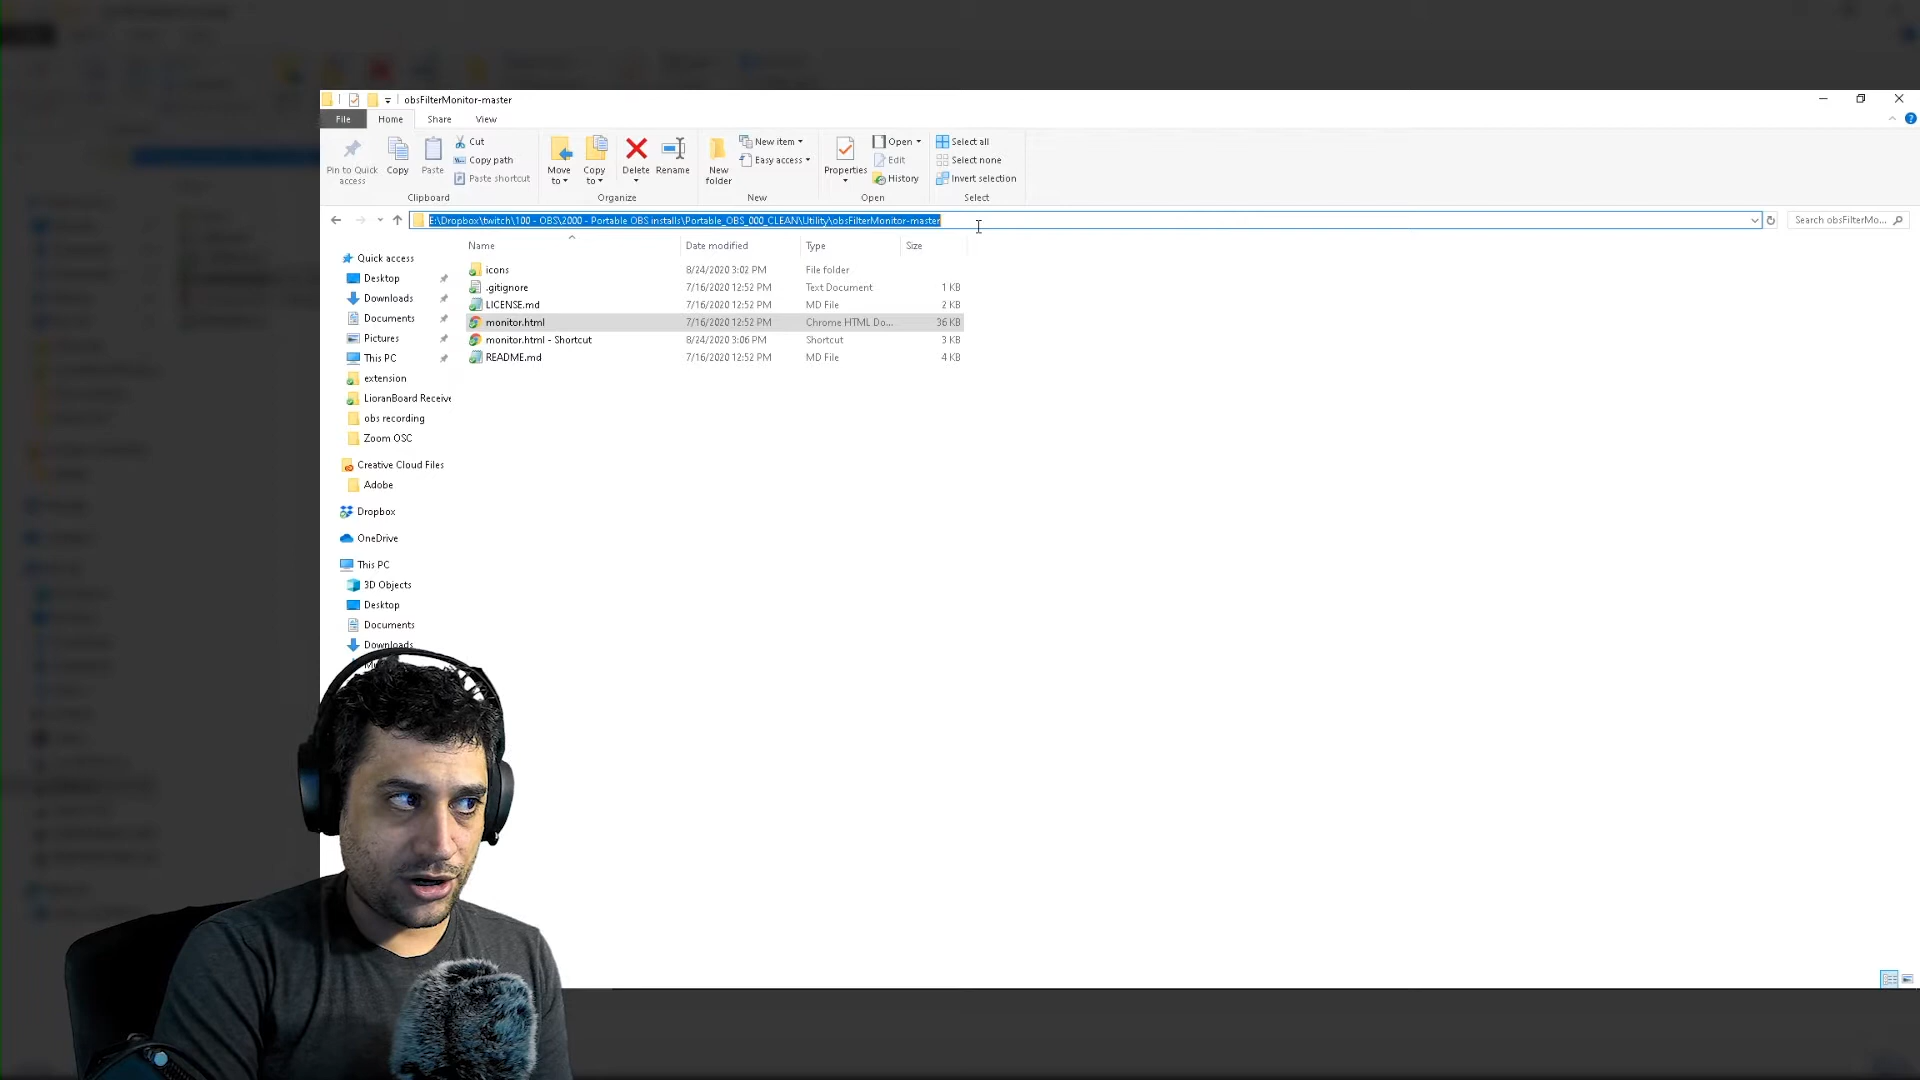 obsFilterMonitor-master
File Home Share View
Pin to Quick access
Copy
Paste
Cut
Copy path
Paste shortcut
Clipboard
Move to
Copy to
Delete
Rename
Organize
New folder
New item
Easy access
New
Properties
Open
Edit
History
Open
Select all
Select none
Invert selection
Select
E:\Dropbox\twitch\100 - OBS\2000 - Portable OBS installs\Portable_OBS_000_CLEAN\Utility\obsFilterMonitor-master
Search obsFilterMo...
Name Date modified Type Size
icons 8/24/2020 3:02 PM File folder
.gitignore 7/16/2020 12:52 PM Text Document 1 KB
LICENSE.md 7/16/2020 12:52 PM MD File 2 KB
monitor.html 7/16/2020 12:52 PM Chrome HTML Do... 36 KB
monitor.html - Shortcut 8/24/2020 3:06 PM Shortcut 3 KB
README.md 7/16/2020 12:52 PM MD File 4 KB
Quick access
Desktop
Downloads
Documents
Pictures
This PC
extension
LioranBoard Receive
obs recording
Zoom OSC
Creative Cloud Files
Adobe
Dropbox
OneDrive
This PC
3D Objects
Desktop
Documents
Downloads